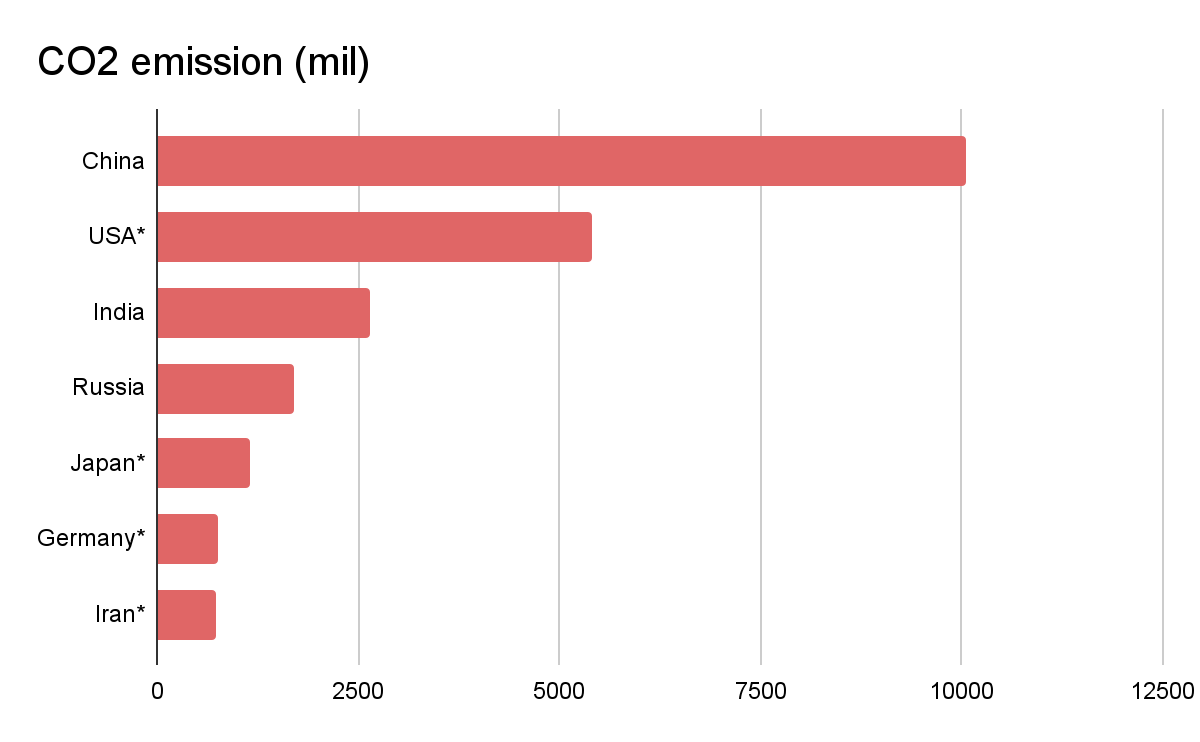 CO2 emission (mil)
China
USA*
India
Russia
Japan*
Germany*
Iran*
0 2500 5000 7500 10000 12500